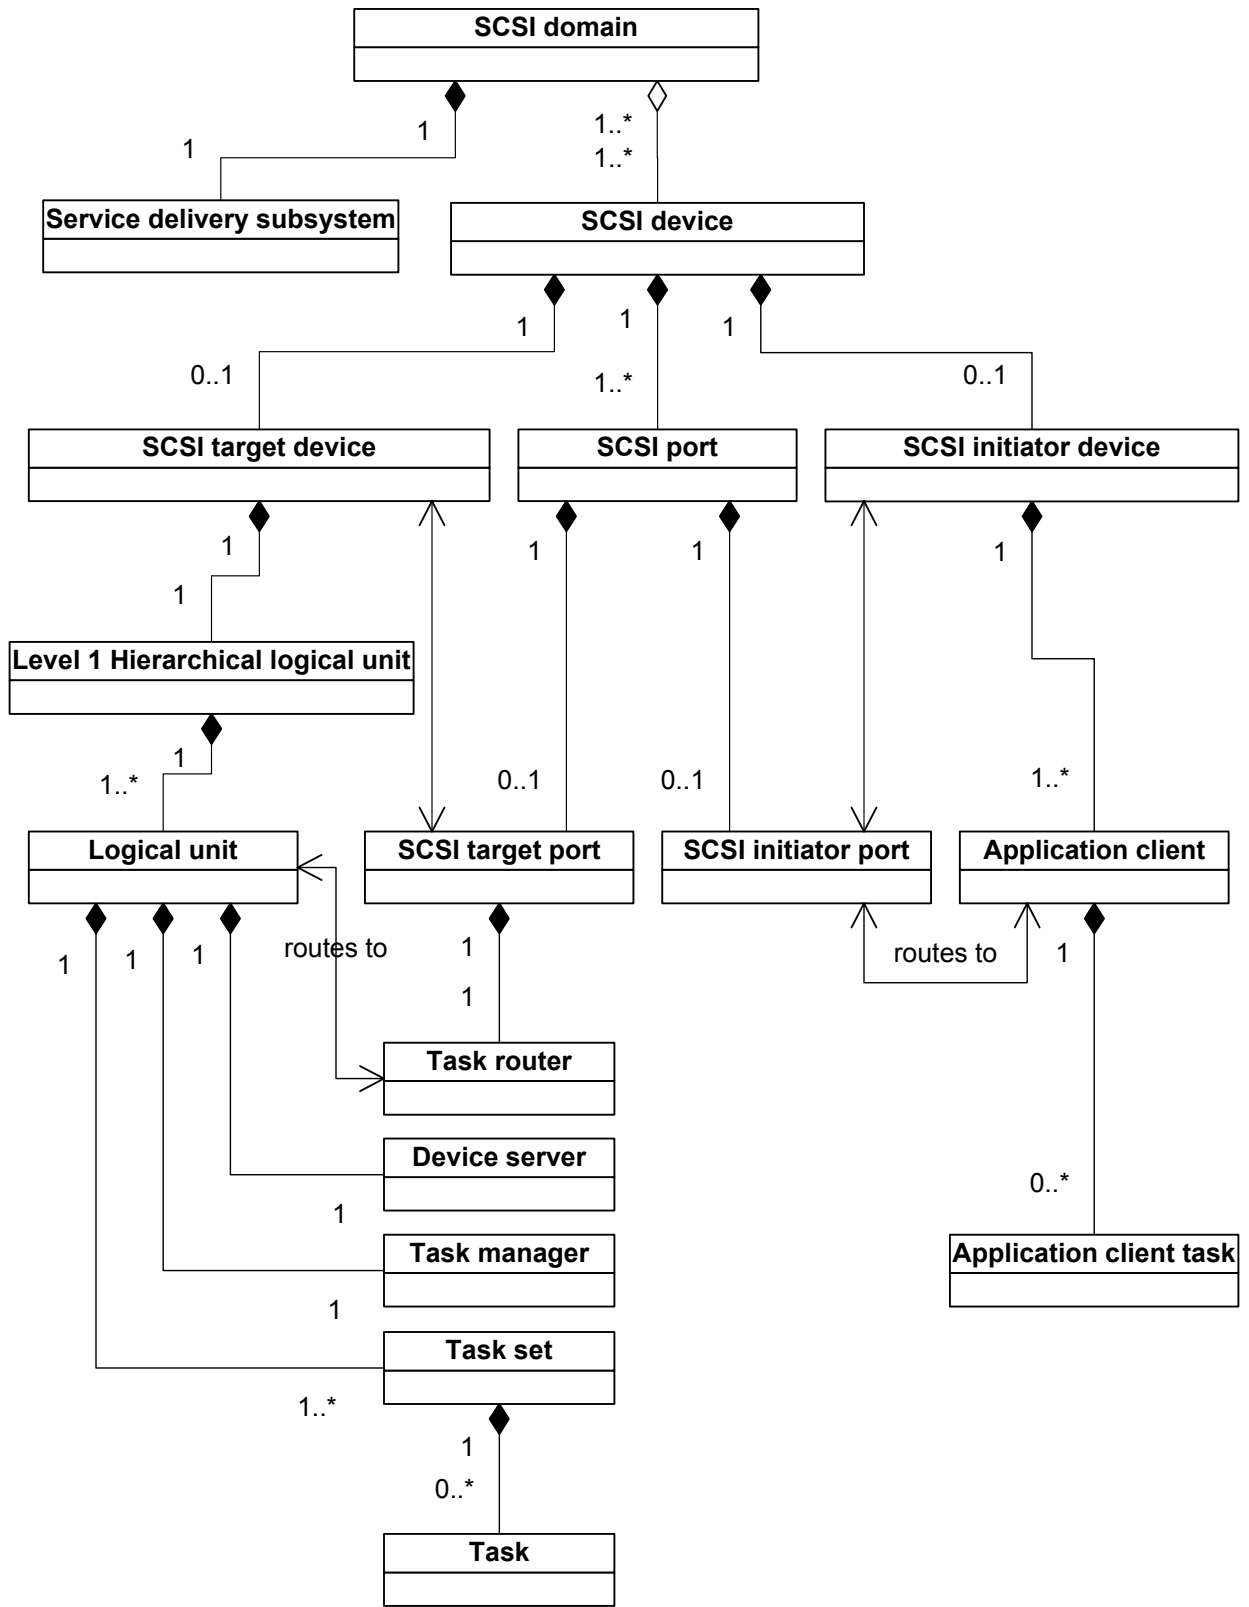 SCSI domain
1
1..*
1
1..*
Service delivery subsystem
SCSI device
1
1
1
0..1
1..*
0..1
SCSI target device
SCSI port
SCSI initiator device
1
1
1
1
1
Level 1 Hierarchical logical unit
1
1..*
0..1
0..1
1..*
Logical unit
SCSI target port
SCSI initiator port
Application client
1
1
1
routes to
1
routes to
1
1
Task router
Device server
0..*
1
Task manager
Application client task
1
Task set
1..*
1
0..*
Task